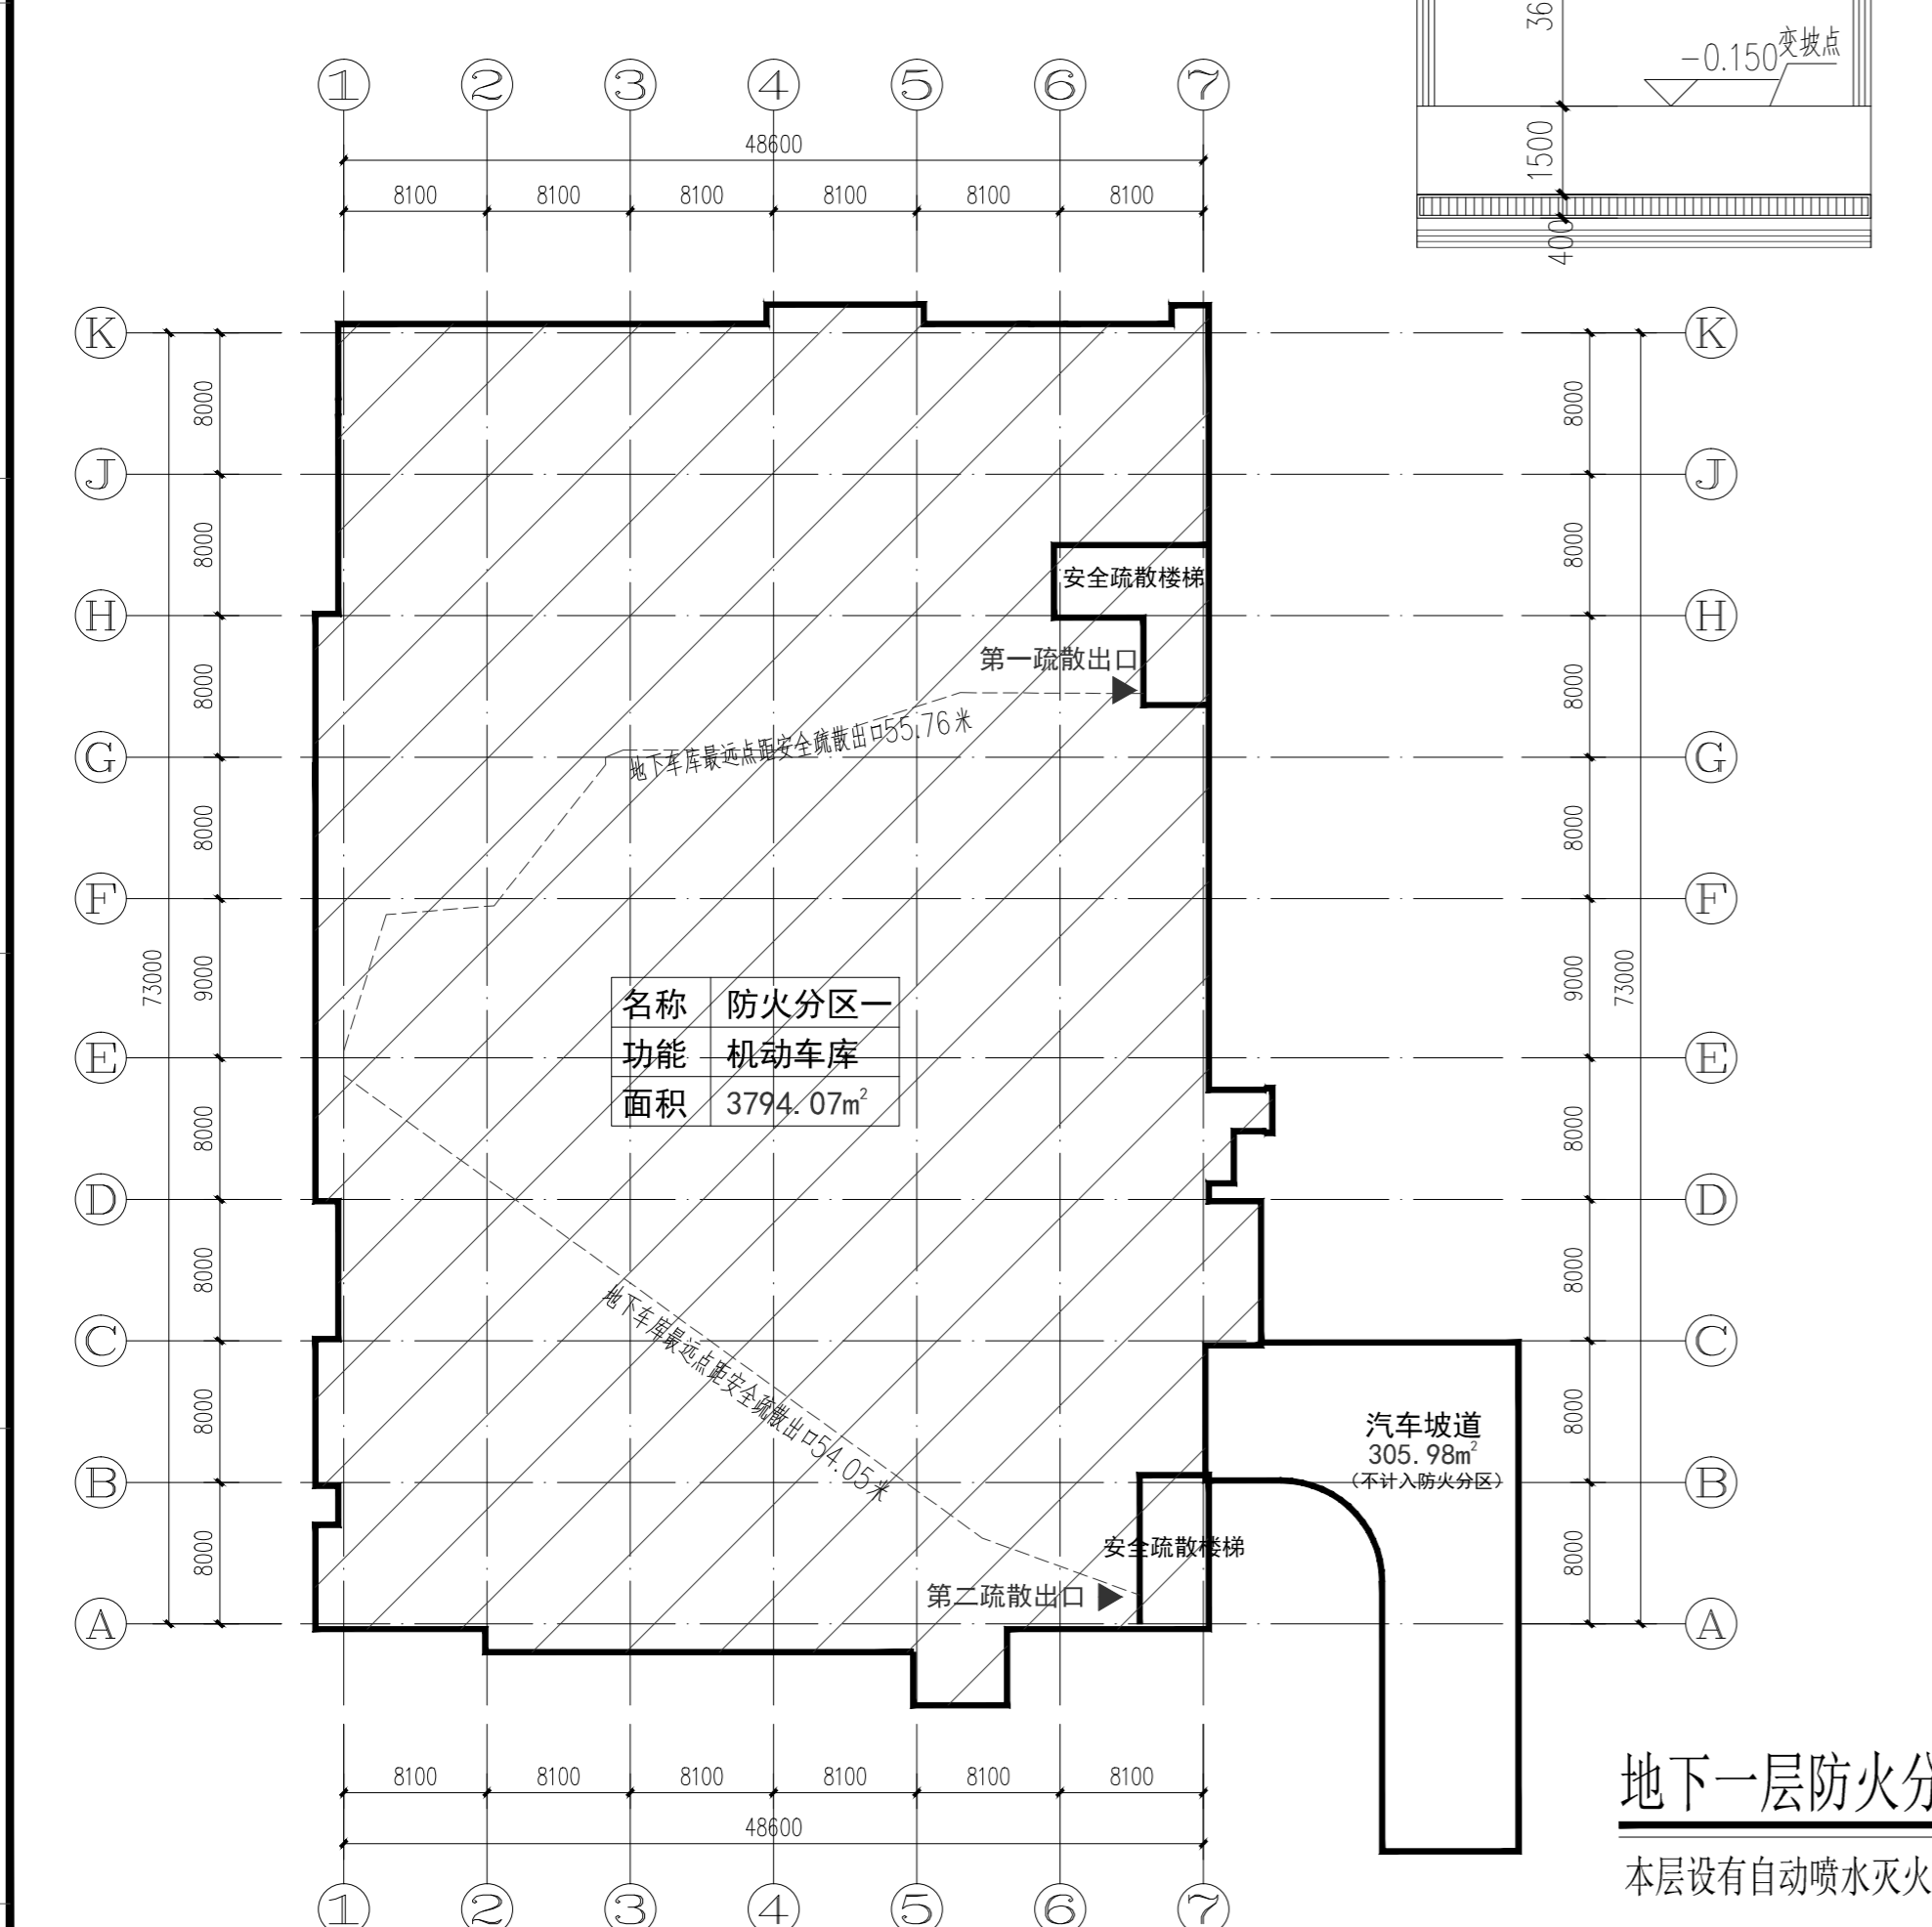 36
-0.150
变坡点
1500
400
1
2
3
4
5
6
7
48600
8100
8100
8100
8100
8100
8100
K
K
8000
8000
J
J
8000
8000
安全疏散楼梯
H
H
第一疏散出口
8000
8000
地下车库最远点距安全疏散出口55.76米
G
G
8000
8000
F
F
73000
9000
9000
73000
名称 防火分区一
功能 机动车库
面积 3794.07m²
E
E
8000
8000
D
D
8000
8000
地下车库最远点距安全疏散出口54.05米
C
C
8000
8000
汽车坡道
305.98m²
(不计入防火分区)
B
B
8000
8000
安全疏散楼梯
第二疏散出口
A
A
8100
8100
8100
8100
8100
8100
48600
地下一层防火分
本层设有自动喷水灭火
1
2
3
4
5
6
7